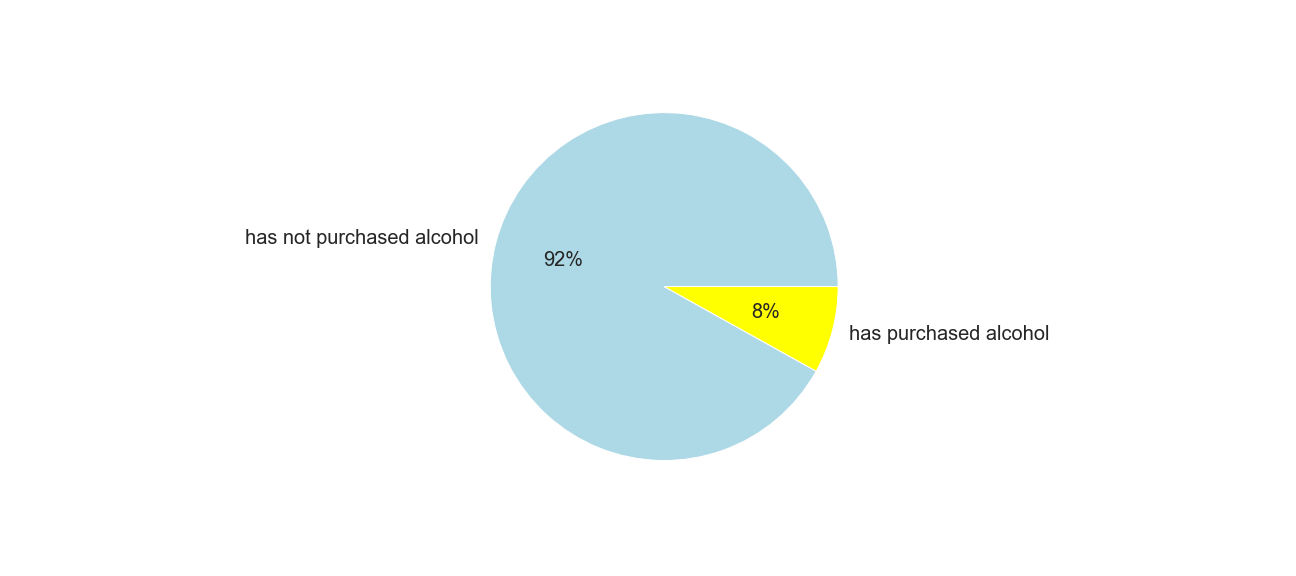 has not purchased alcohol
92%
8%
has purchased alcohol